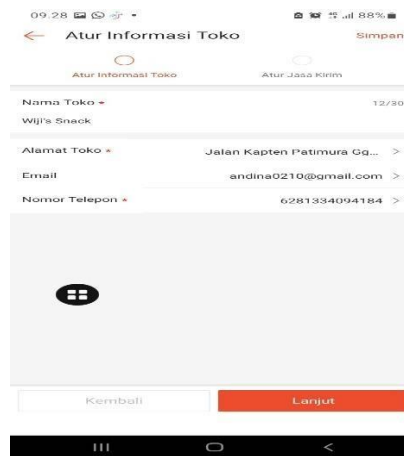 09.28 88%
Atur Informasi Toko Simpan
Atur Informasi Toko Atur Jasa Kirim
Nama Toko * 12/30
Wiji's Snack
Alamat Toko * Jalan Kapten Patimura Gg... >
Email andina0210@gmail.com >
Nomor Telepon * 6281334094184 >
Kembali Lanjut